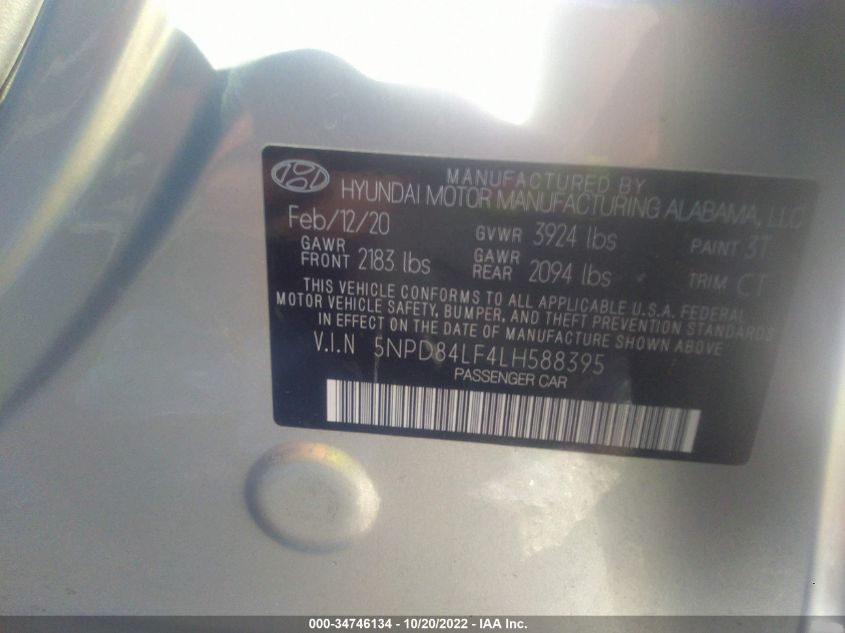 MANUFACTURED BY
HYUNDAI MOTOR MANUFACTURING ALABAMA, LLC
Feb/12/20 GVWR 3924 lbs PAINT 3T
GAWR FRONT 2183 lbs GAWR REAR 2094 lbs TRIM CT
THIS VEHICLE CONFORMS TO ALL APPLICABLE U.S.A. FEDERAL
MOTOR VEHICLE SAFETY, BUMPER, AND THEFT PREVENTION STANDARDS
IN EFFECT ON THE DATE OF MANUFACTURE SHOWN ABOVE
V.I.N 5NPD84LF4LH588395
PASSENGER CAR
000-34746134 - 10/20/2022 - IAA Inc.